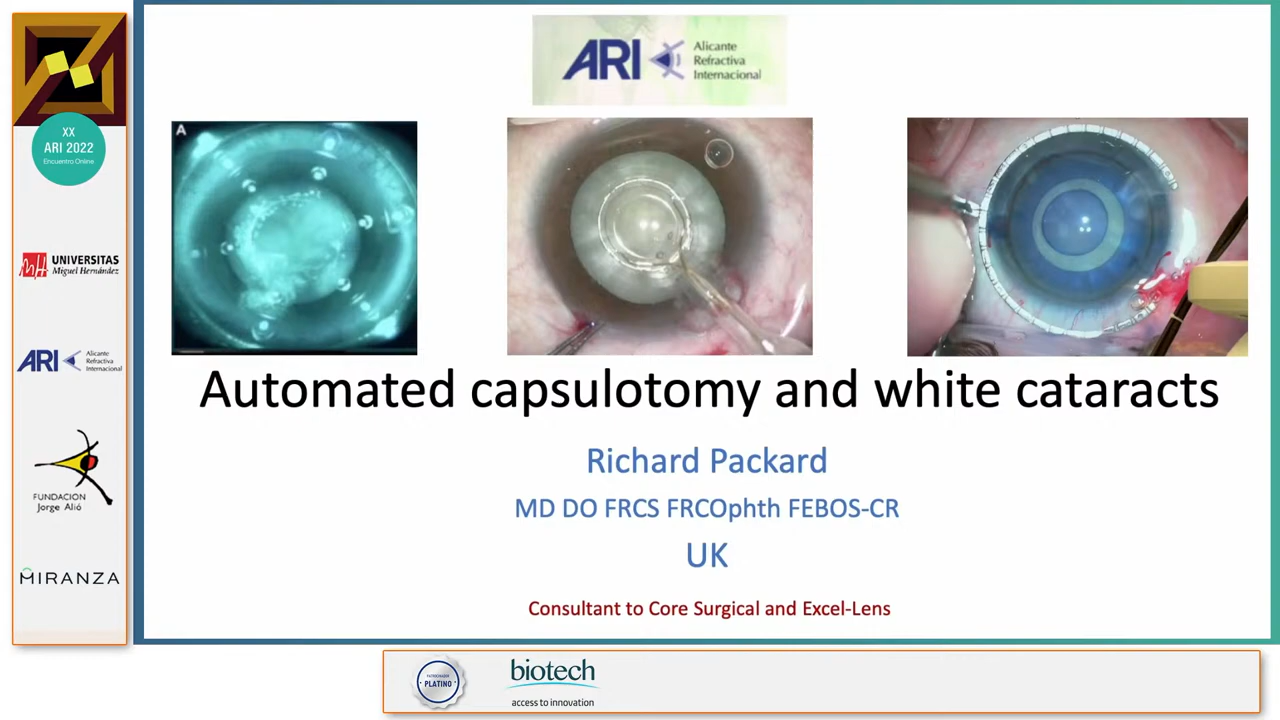 ARI
Alicante
Refractiva
Internacional
XX
ARI 2022
Encuentro Online
A
UNIVERSITAS
Miguel Hernández
ARI
Alicante
Refractiva
Internacional
FUNDACION
Jorge Alió
MIRANZA
Automated capsulotomy and white cataracts
Richard Packard
MD DO FRCS FRCOphth FEBOS-CR
UK
Consultant to Core Surgical and Excel-Lens
PATROCINADOR
PLATINO
biotech
access to innovation